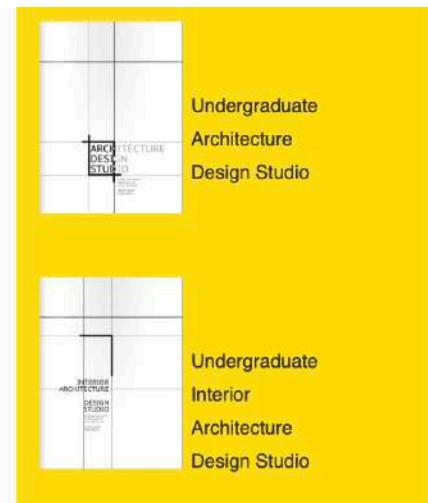 ARCHITECTURE
DESIGN
STUDIO
Undergraduate
Architecture
Design Studio
INTERIOR
ARCHITECTURE
DESIGN
STUDIO
Undergraduate
Interior
Architecture
Design Studio